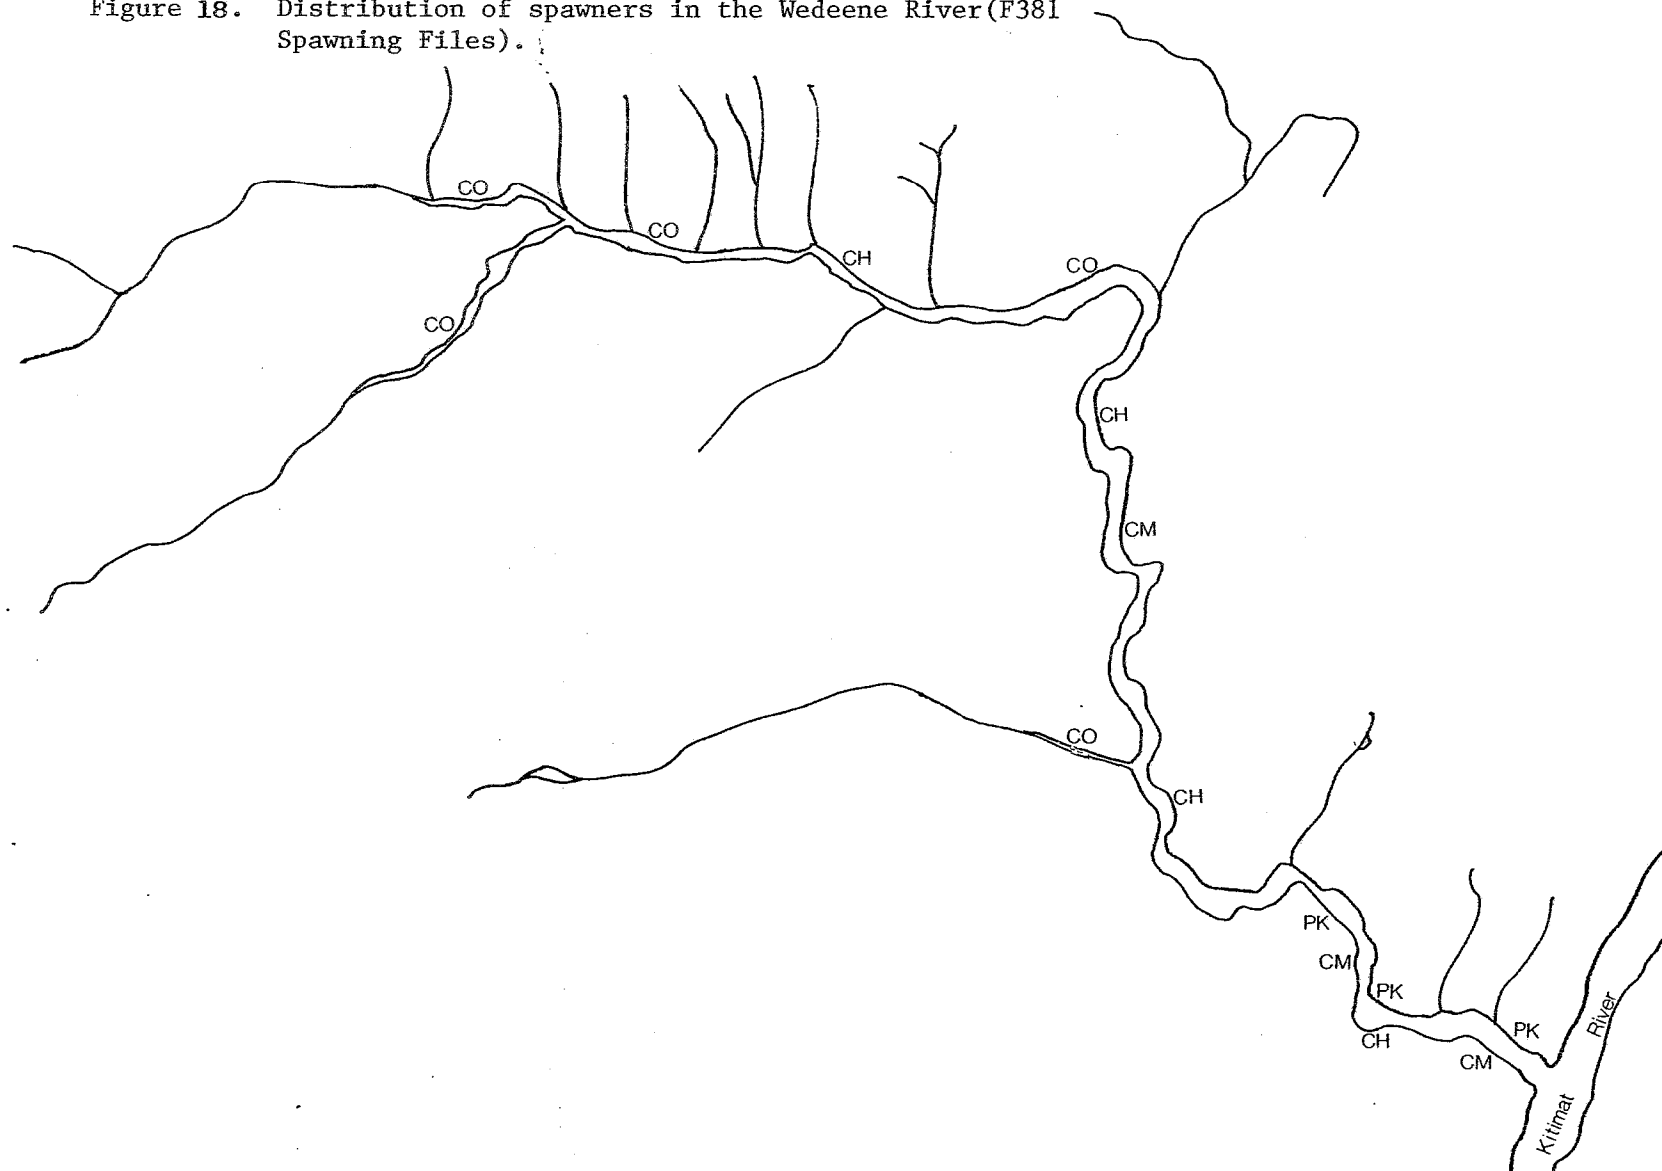 Figure 18. Distribution of spawners in the Wedeene River(F381
Spawning Files).
CO
CO
CH
CO
CO
CH
CM
CO
CH
PK
CM
PK
CH
PK
CM
Kitimat River